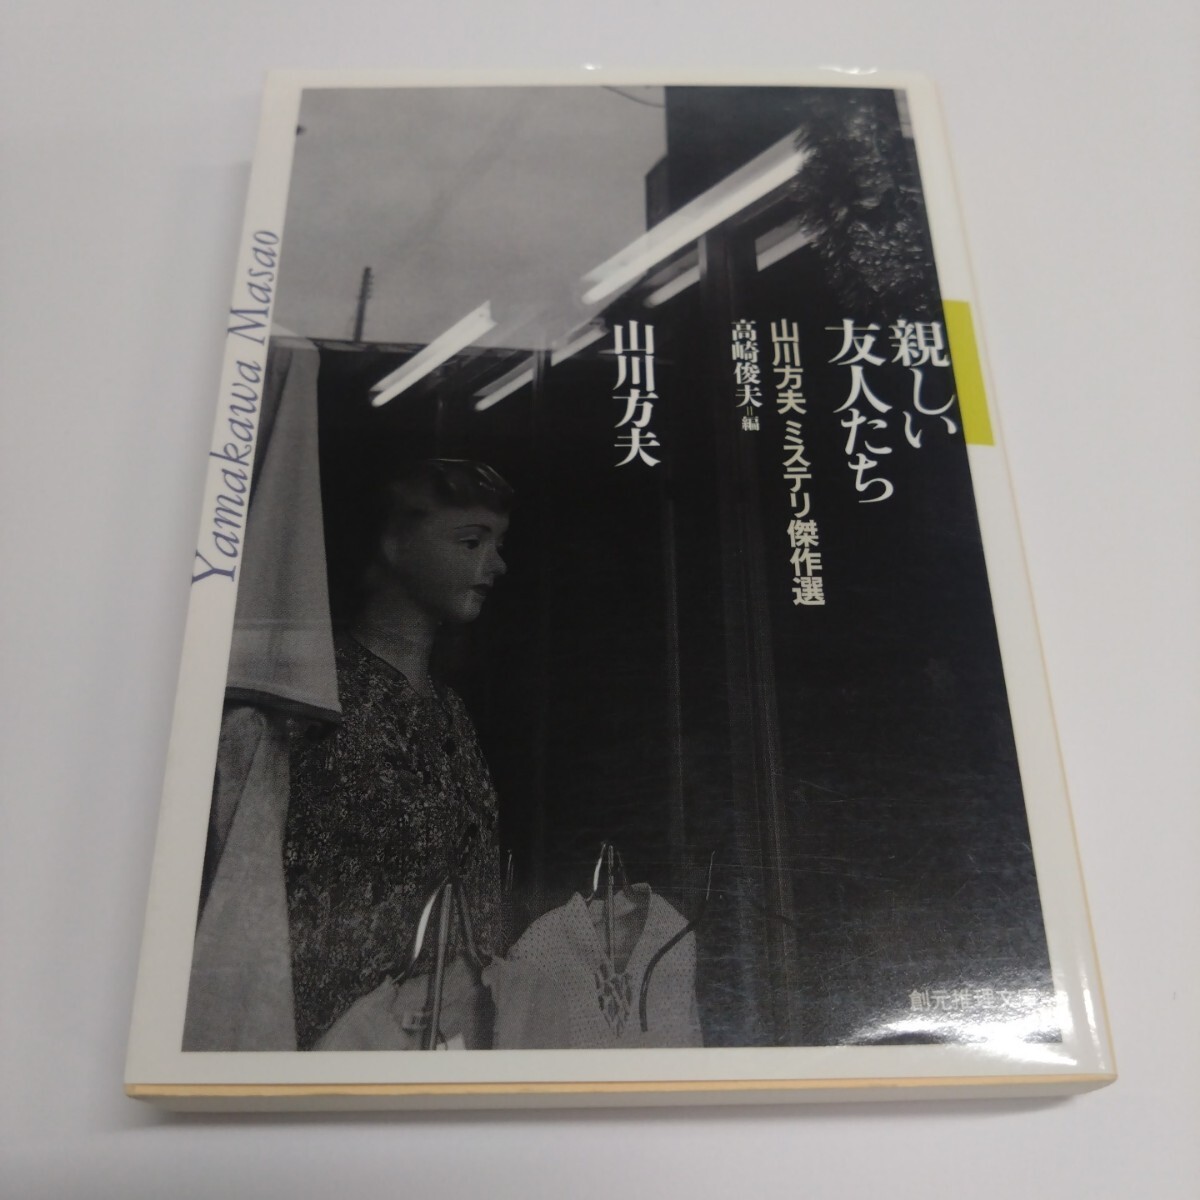 親しい
友人たち
山川方夫 ミステリ傑作選
高崎俊夫=編
山川方夫
Yamakawa Masao
創元推理文庫